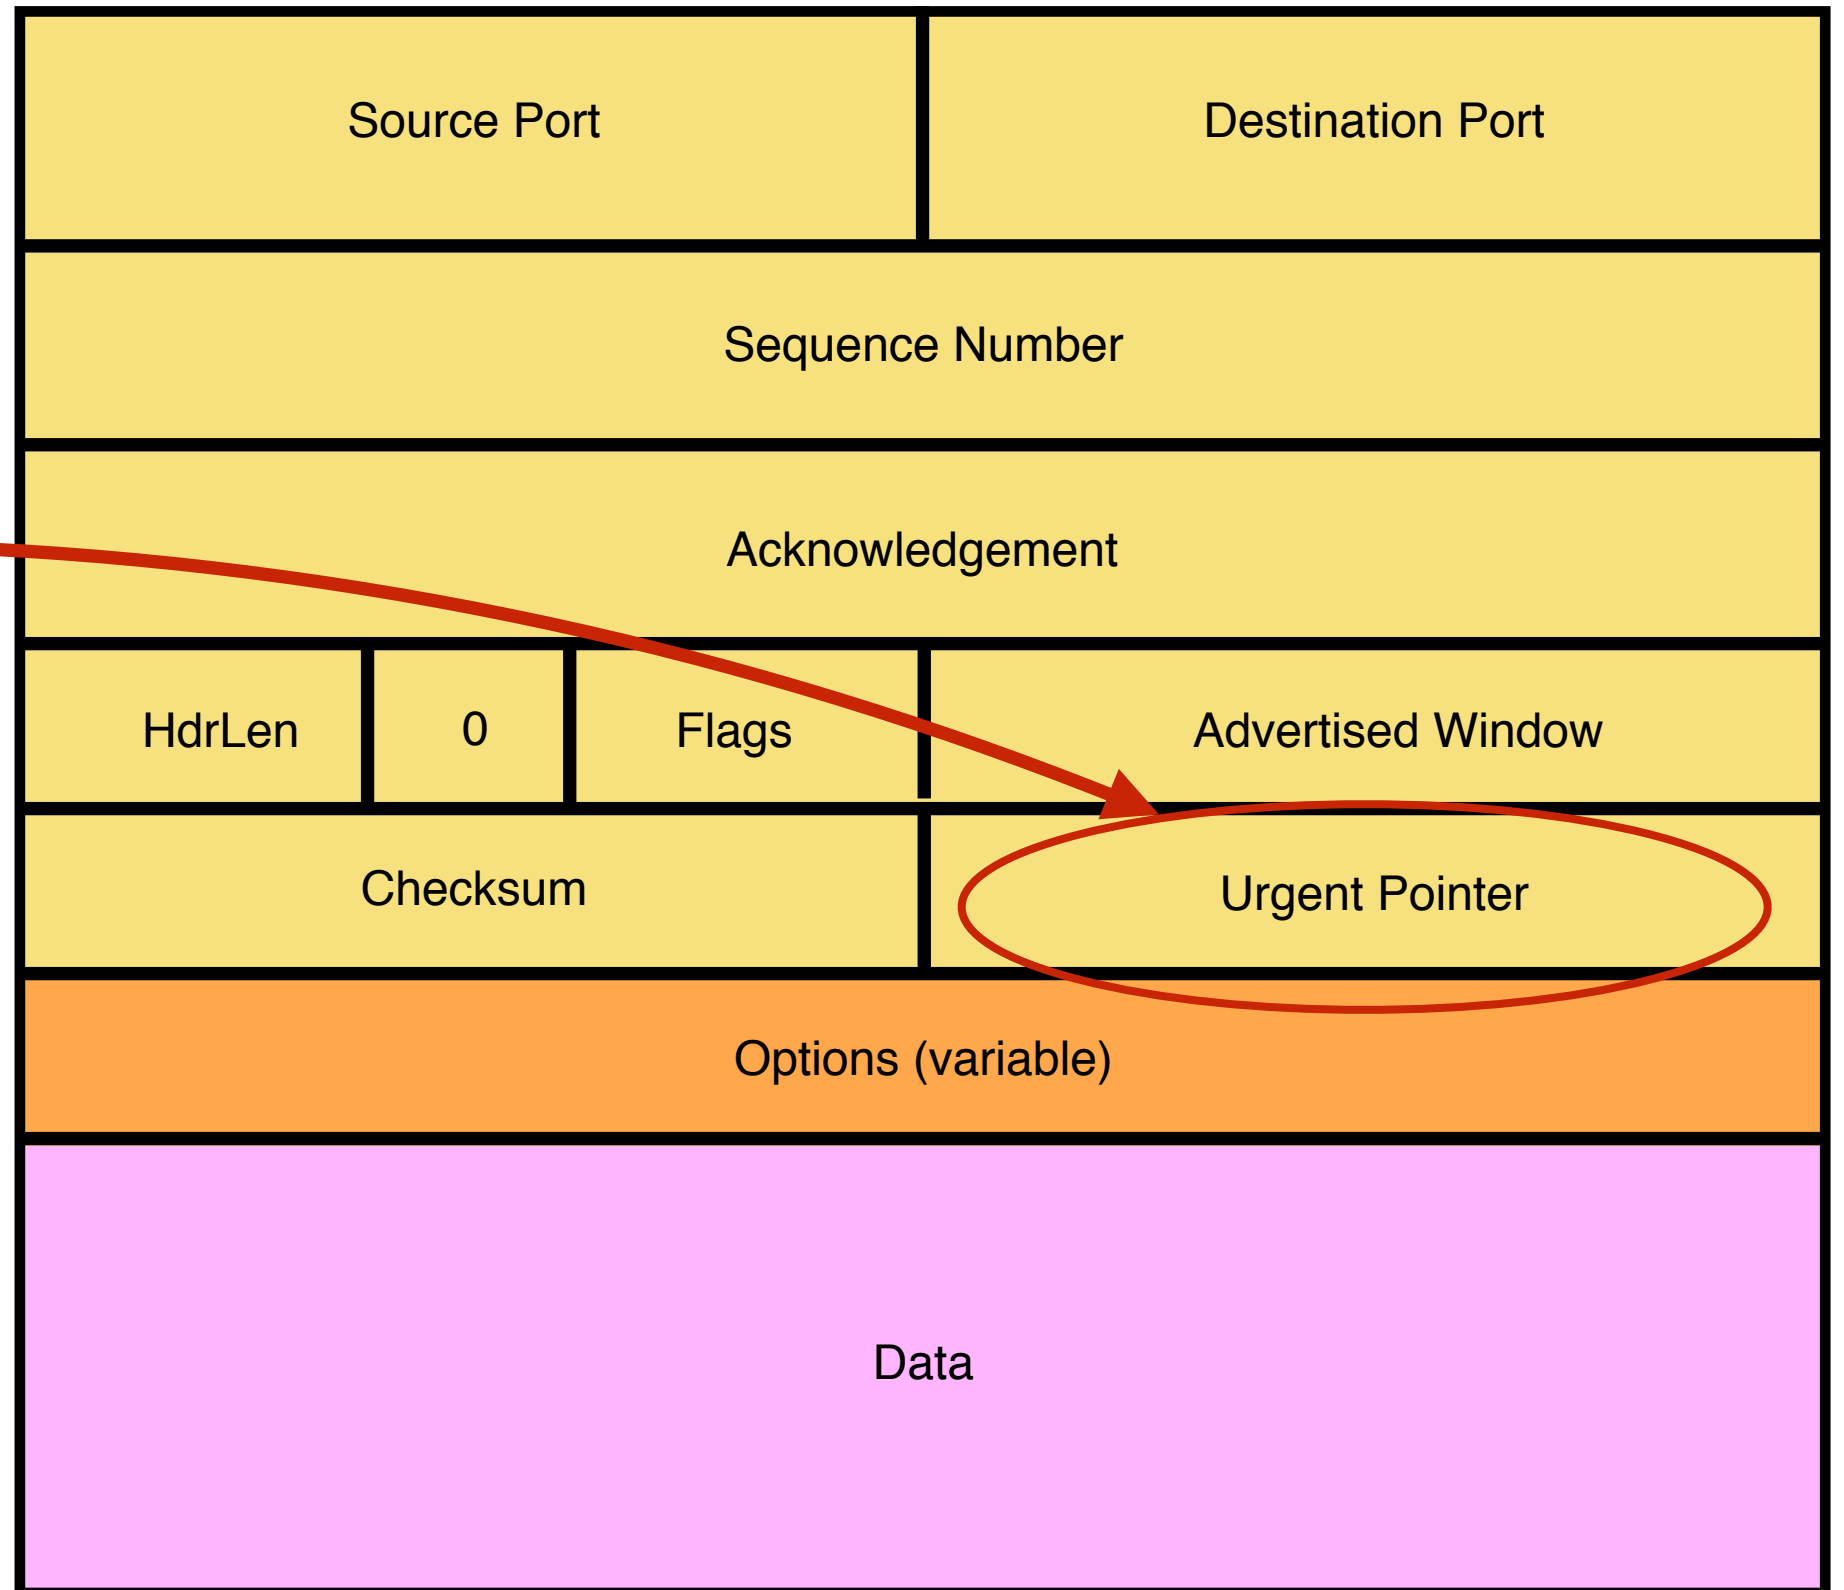 Source Port
Destination Port
Sequence Number
Acknowledgement
HdrLen
0
Flags
Advertised Window
Checksum
Urgent Pointer
Options (variable)
Data